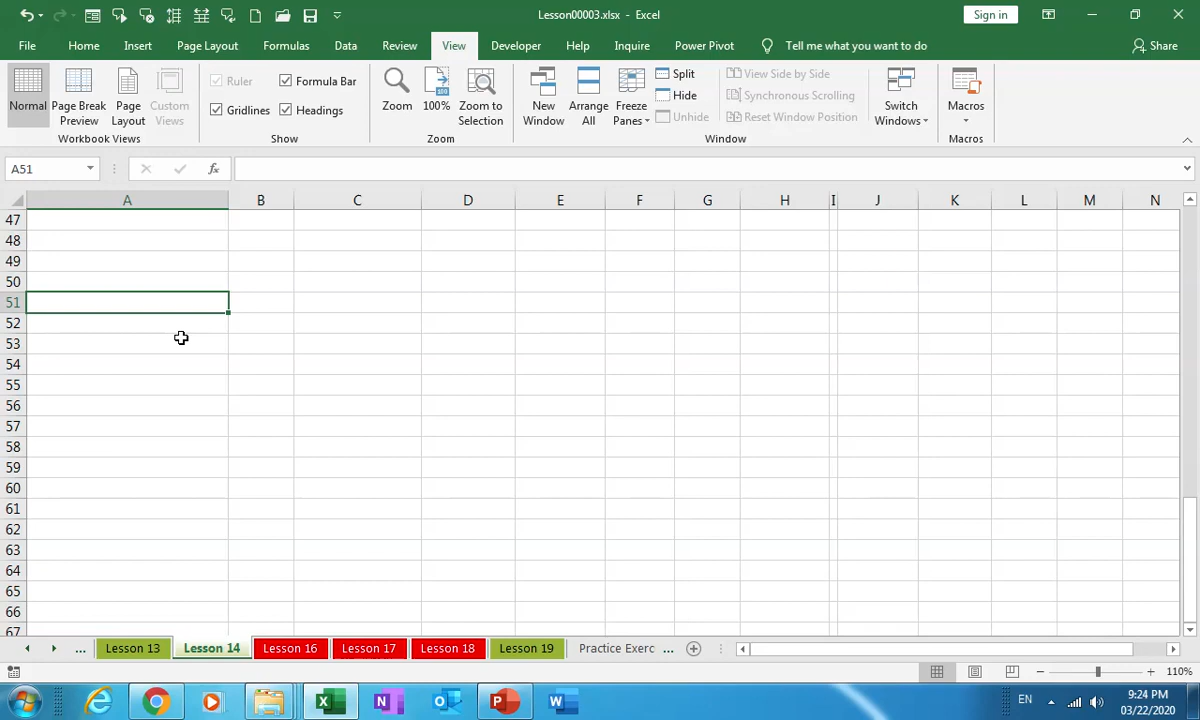 Lesson00003.xlsx - Excel
Sign in
File Home Insert Page Layout Formulas Data Review View Developer Help Inquire Power Pivot Tell me what you want to do Share
Normal
Page Break Preview
Page Layout
Custom Views
Workbook Views
Ruler
Formula Bar
Gridlines
Headings
Show
Zoom
100%
100
Zoom to Selection
Zoom
New Window
Arrange All
Freeze Panes
Split
Hide
Unhide
View Side by Side
Synchronous Scrolling
Reset Window Position
Switch Windows
Window
Macros
Macros
A51
fx
A B C D E F G H I J K L M N
47
48
49
50
51
52
53
54
55
56
57
58
59
60
61
62
63
64
65
66
67
... Lesson 13 Lesson 14 Lesson 16 Lesson 17 Lesson 18 Lesson 19 Practice Exerc ...
110%
EN
9:24 PM
03/22/2020